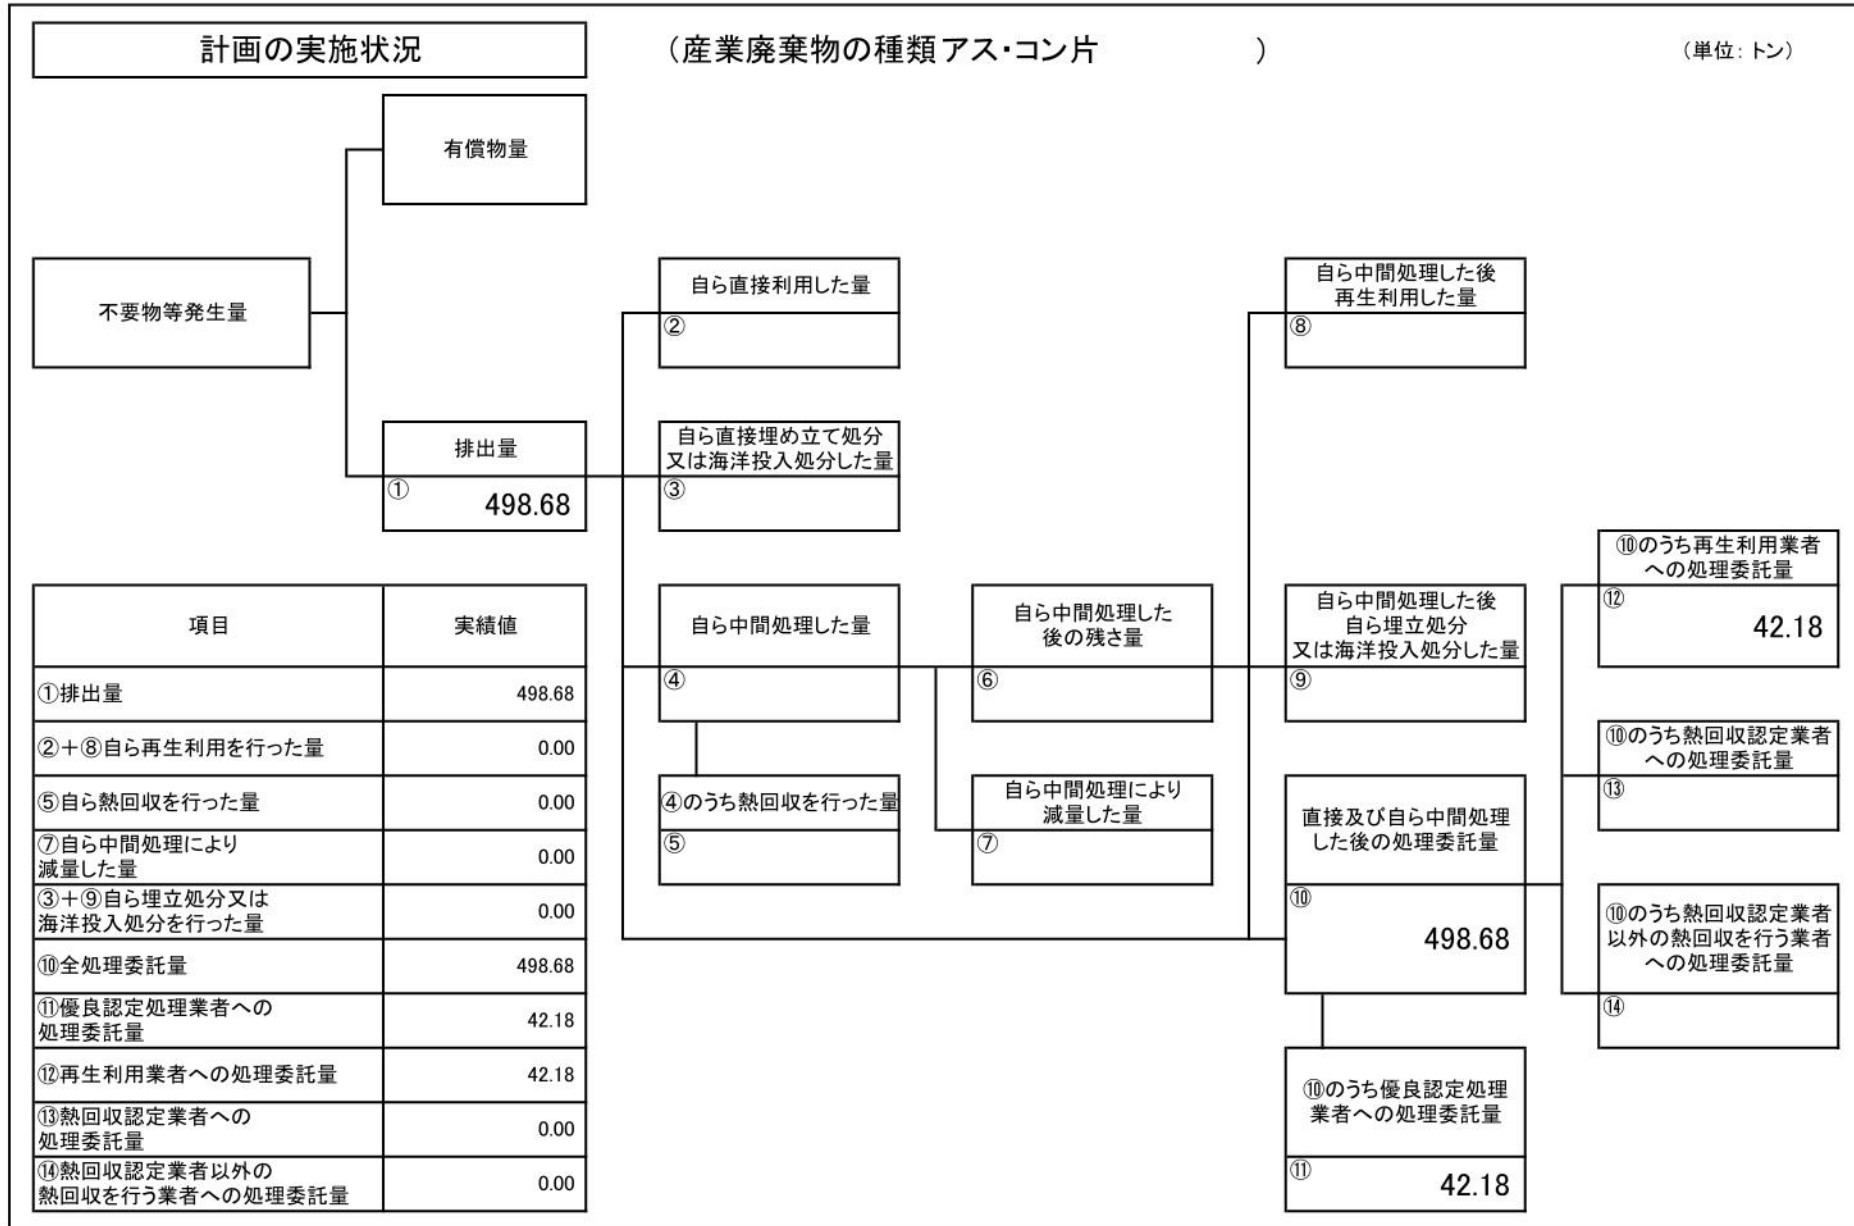 計画の実施状況
（産業廃棄物の種類アス・コン片　　　　　）
（単位：トン）
有償物量
不要物等発生量
自ら直接利用した量
②
自ら中間処理した後
再生利用した量
⑧
排出量
①
498.68
自ら直接埋め立て処分
又は海洋投入処分した量
③
⑩のうち再生利用業者
への処理委託量
⑫
42.18
自ら中間処理した量
④
自ら中間処理した
後の残さ量
⑥
自ら中間処理した後
自ら埋立処分
又は海洋投入処分した量
⑨
⑩のうち熱回収認定業者
への処理委託量
⑬
④のうち熱回収を行った量
⑤
自ら中間処理により
減量した量
⑦
直接及び自ら中間処理
した後の処理委託量
⑩
498.68
⑩のうち熱回収認定業者
以外の熱回収を行う業者
への処理委託量
⑭
⑩のうち優良認定処理
業者への処理委託量
⑪
42.18
項目 実績値
①排出量 498.68
②＋⑧自ら再生利用を行った量 0.00
⑤自ら熱回収を行った量 0.00
⑦自ら中間処理により
減量した量 0.00
③＋⑨自ら埋立処分又は
海洋投入処分を行った量 0.00
⑩全処理委託量 498.68
⑪優良認定処理業者への
処理委託量 42.18
⑫再生利用業者への処理委託量 42.18
⑬熱回収認定業者への
処理委託量 0.00
⑭熱回収認定業者以外の
熱回収を行う業者への処理委託量 0.00